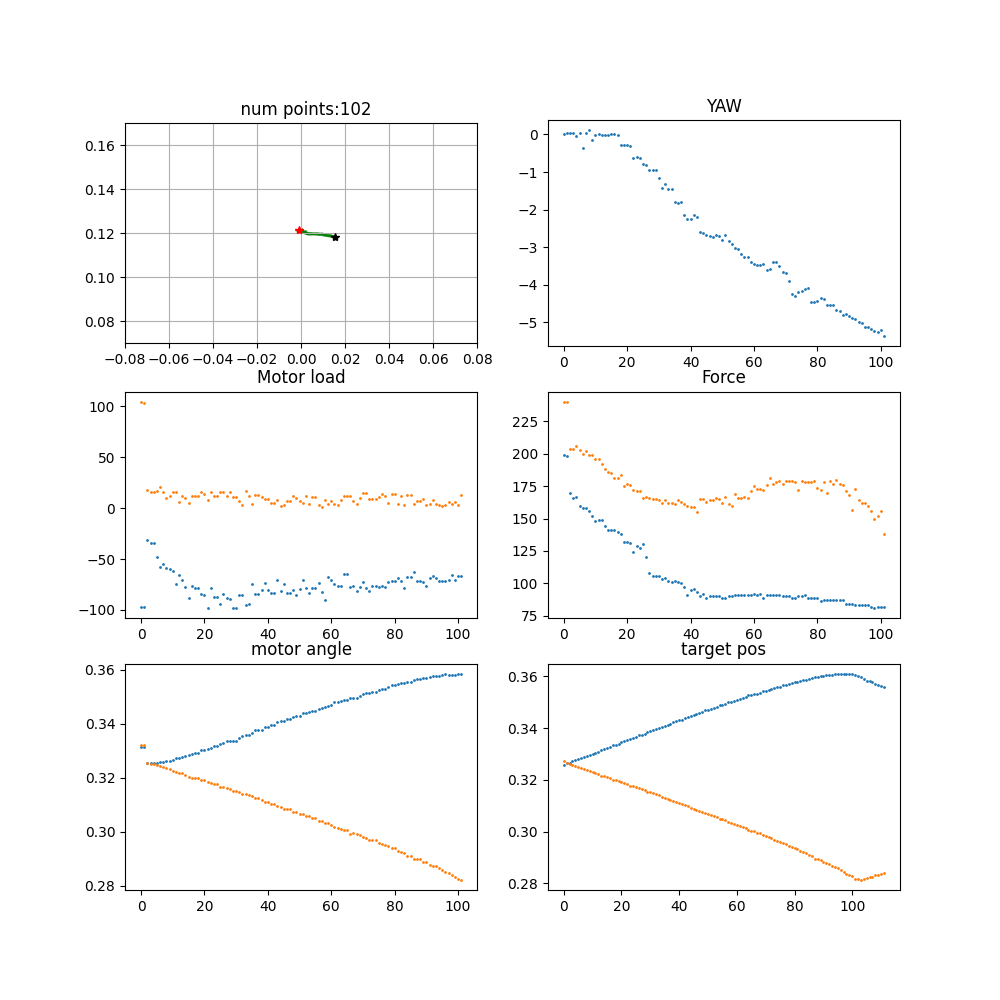 num points:102
0.16
0.14
0.12
0.10
0.08
−0.08 −0.06 −0.04 −0.02 0.00 0.02 0.04 0.06 0.08
YAW
0
−1
−2
−3
−4
−5
0 20 40 60 80 100
Motor load
100
50
0
−50
−100
0 20 40 60 80 100
Force
225
200
175
150
125
100
75
0 20 40 60 80 100
motor angle
0.36
0.34
0.32
0.30
0.28
0 20 40 60 80 100
target pos
0.36
0.34
0.32
0.30
0.28
0 20 40 60 80 100